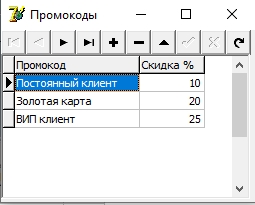 Промокоды
Промокод Скидка %
Постоянный клиент 10
Золотая карта 20
ВИП клиент 25